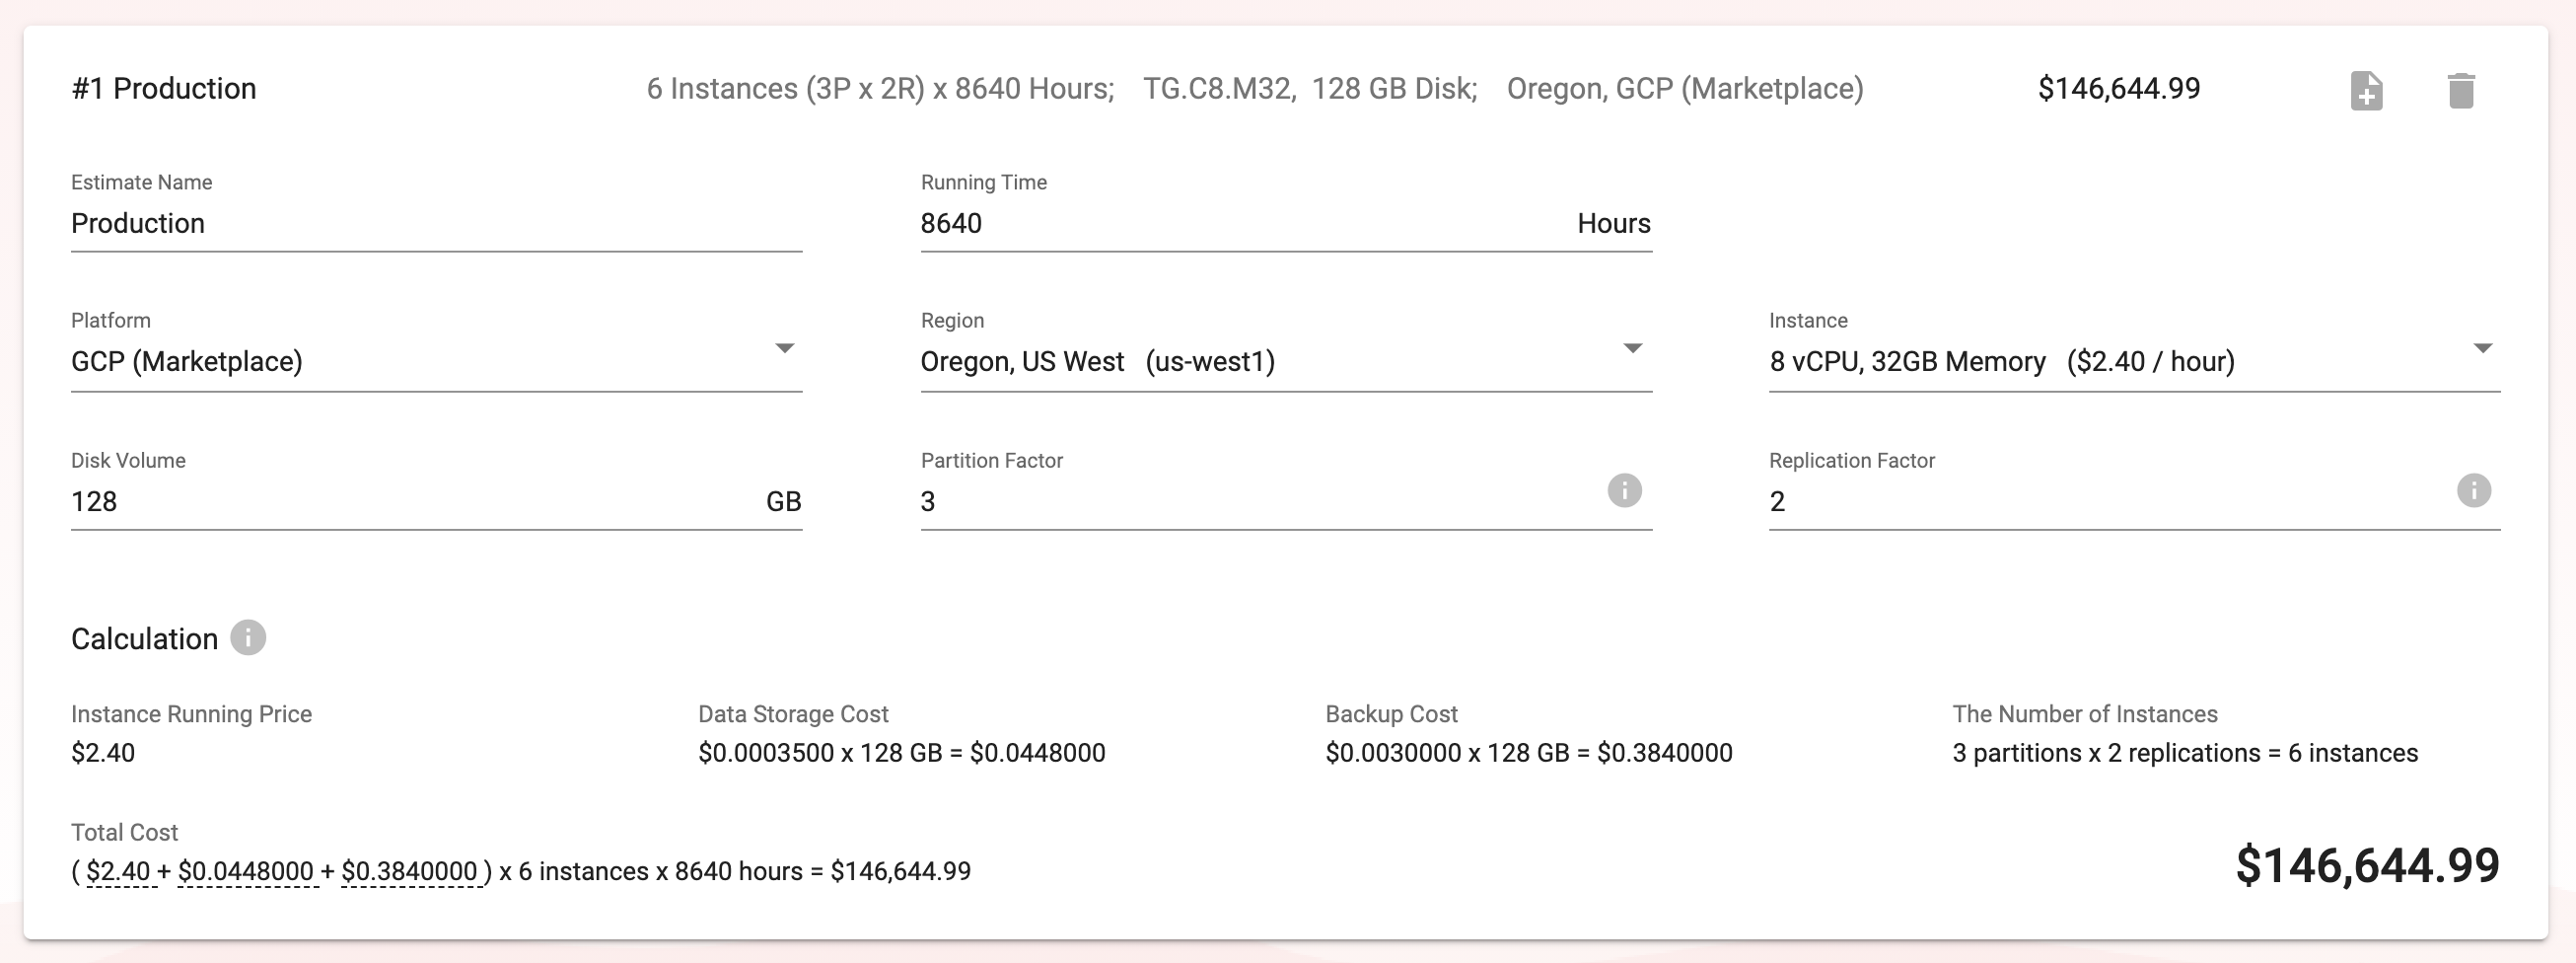 #1 Production 6 Instances (3P x 2R) x 8640 Hours; TG.C8.M32, 128 GB Disk; Oregon, GCP (Marketplace) $146,644.99
Estimate Name Running Time
Production 8640 Hours
Platform Region Instance
GCP (Marketplace) Oregon, US West (us-west1) 8 vCPU, 32GB Memory ($2.40 / hour)
Disk Volume Partition Factor Replication Factor
128 GB 3 2
Calculation
Instance Running Price Data Storage Cost Backup Cost The Number of Instances
$2.40 $0.0003500 x 128 GB = $0.0448000 $0.0030000 x 128 GB = $0.3840000 3 partitions x 2 replications = 6 instances
Total Cost
( $2.40 + $0.0448000 + $0.3840000 ) x 6 instances x 8640 hours = $146,644.99 $146,644.99